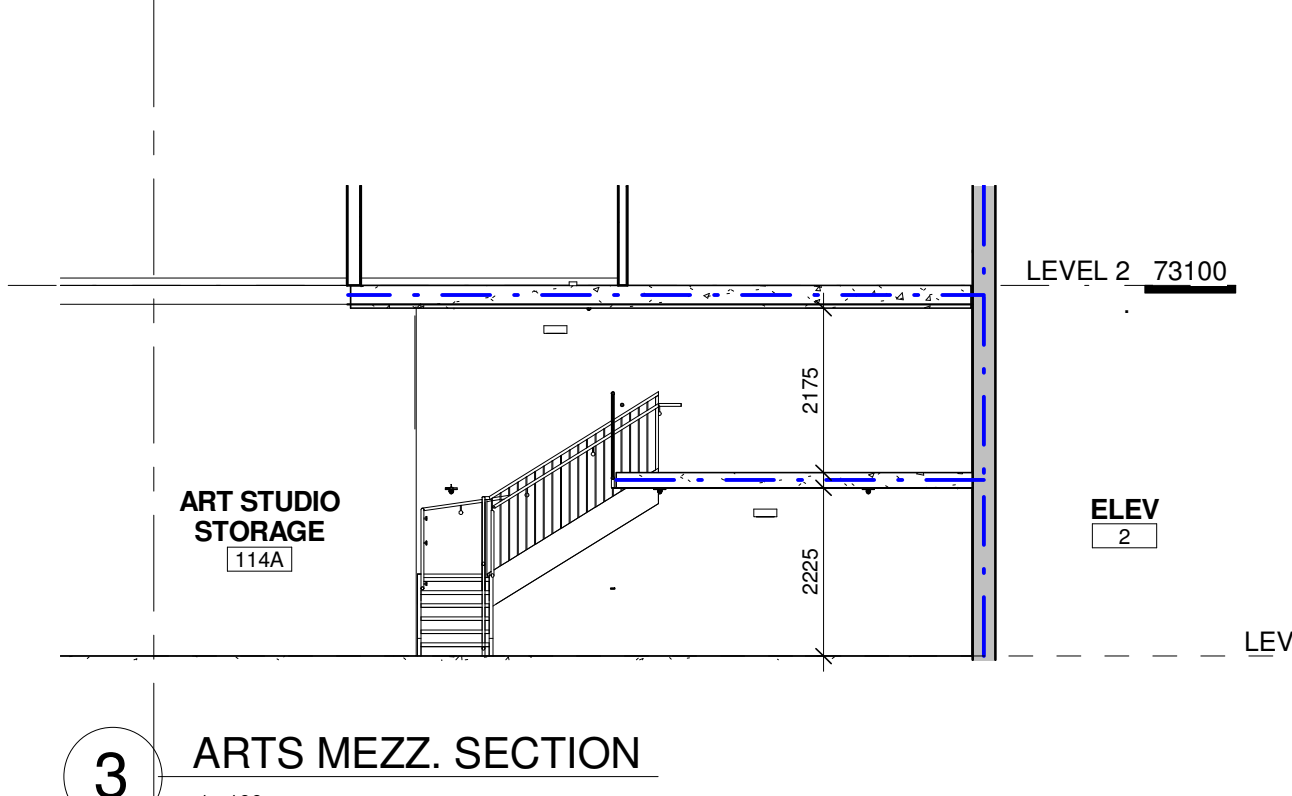 LEVEL 2 73100
2175
ART STUDIO
STORAGE
114A
ELEV
2
2225
LEV
3
ARTS MEZZ. SECTION